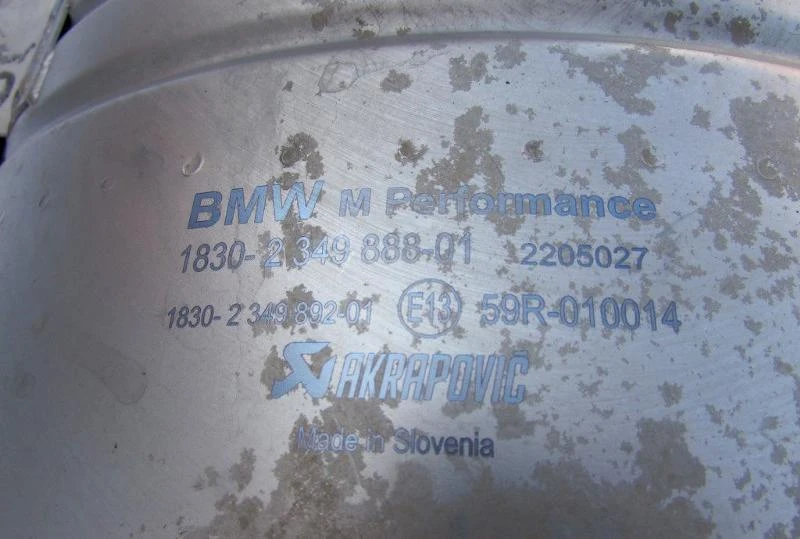 BMW M Performance
1830- 2 349 888-01 2205027
1830- 2 349 892-01 E13 59R-010014
AKRAPOVIČ
Made in Slovenia